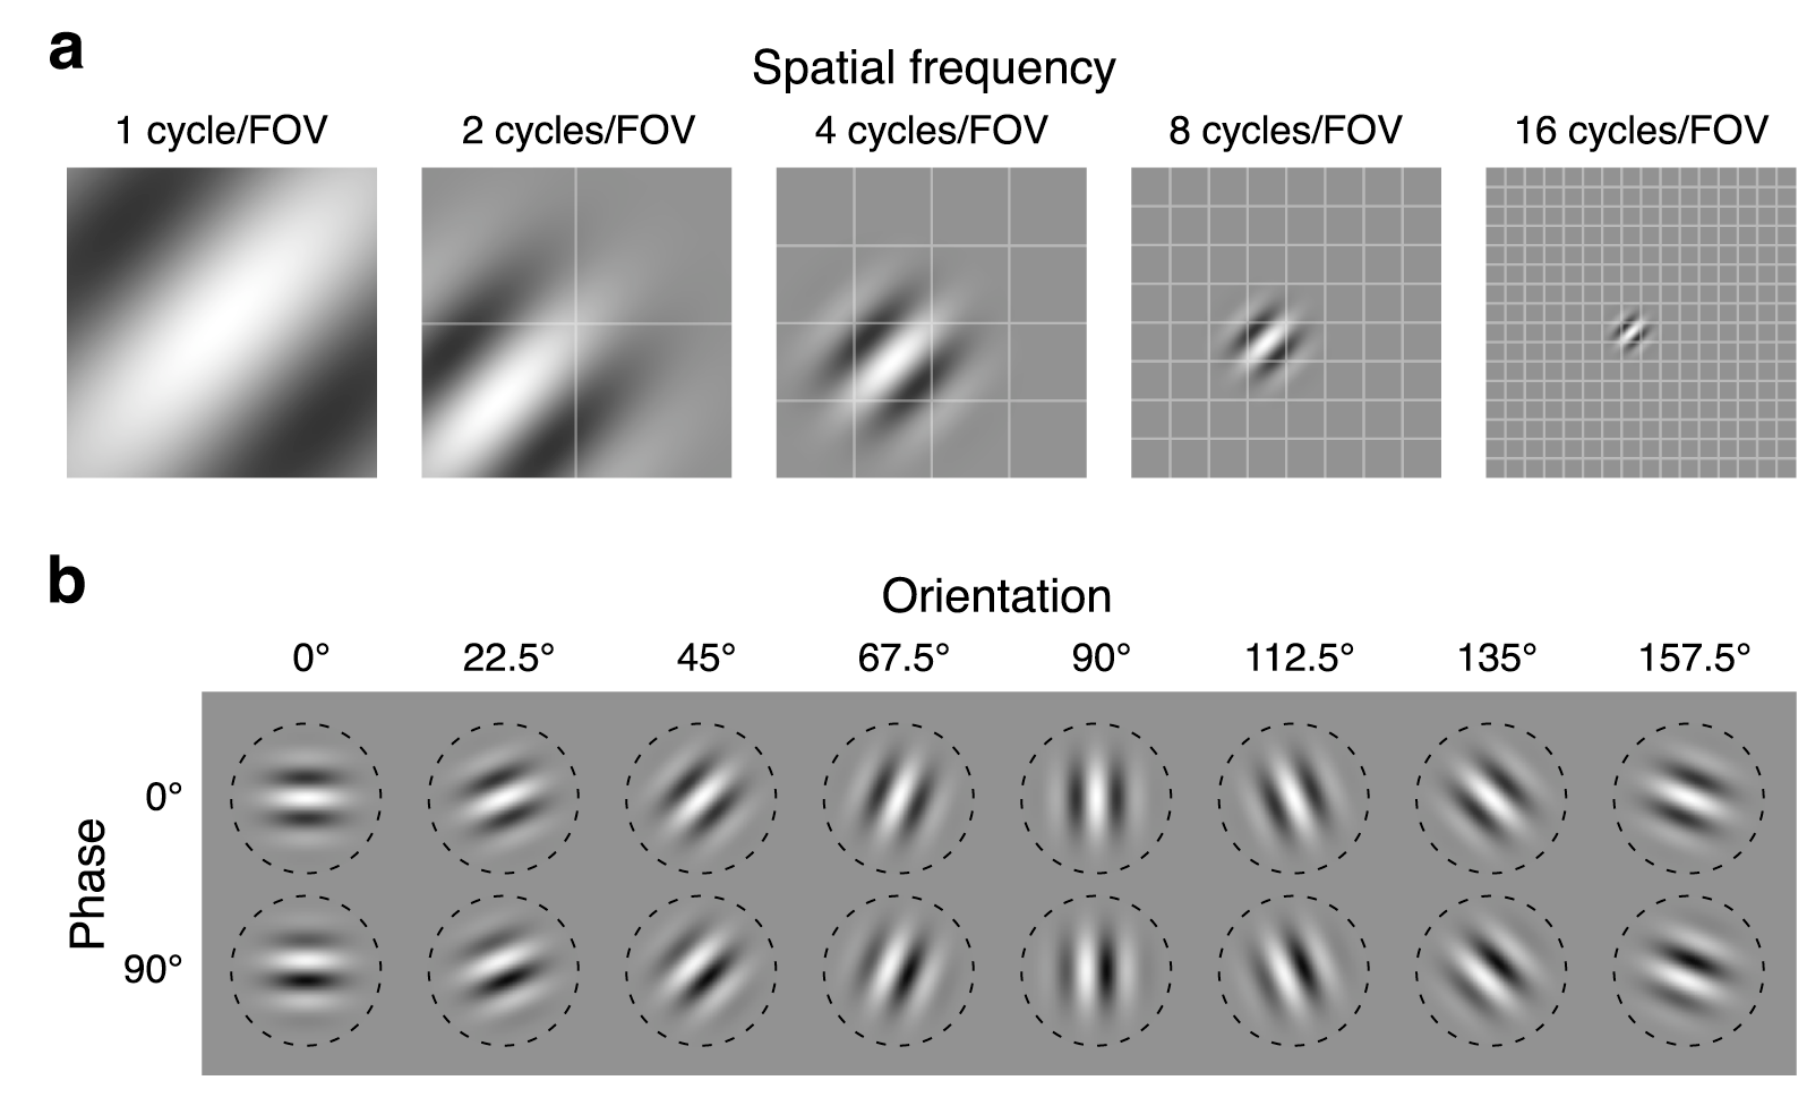 a
Spatial frequency
1 cycle/FOV 2 cycles/FOV 4 cycles/FOV 8 cycles/FOV 16 cycles/FOV
b
Orientation
0° 22.5° 45° 67.5° 90° 112.5° 135° 157.5°
Phase
0°
90°